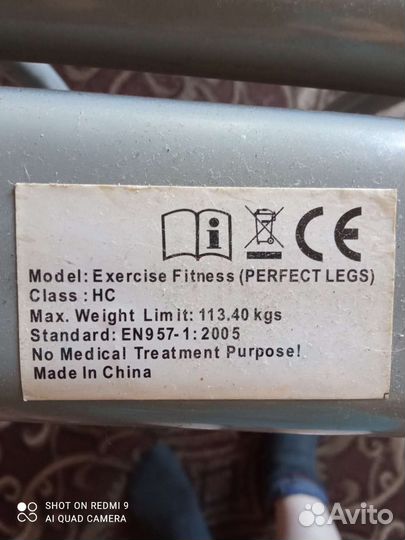 CE
Model: Exercise Fitness (PERFECT LEGS)
Class : HC
Max. Weight Limit: 113.40 kgs
Standard: EN957-1: 2005
No Medical Treatment Purpose!
Made In China
SHOT ON REDMI 9
AI QUAD CAMERA
Avito